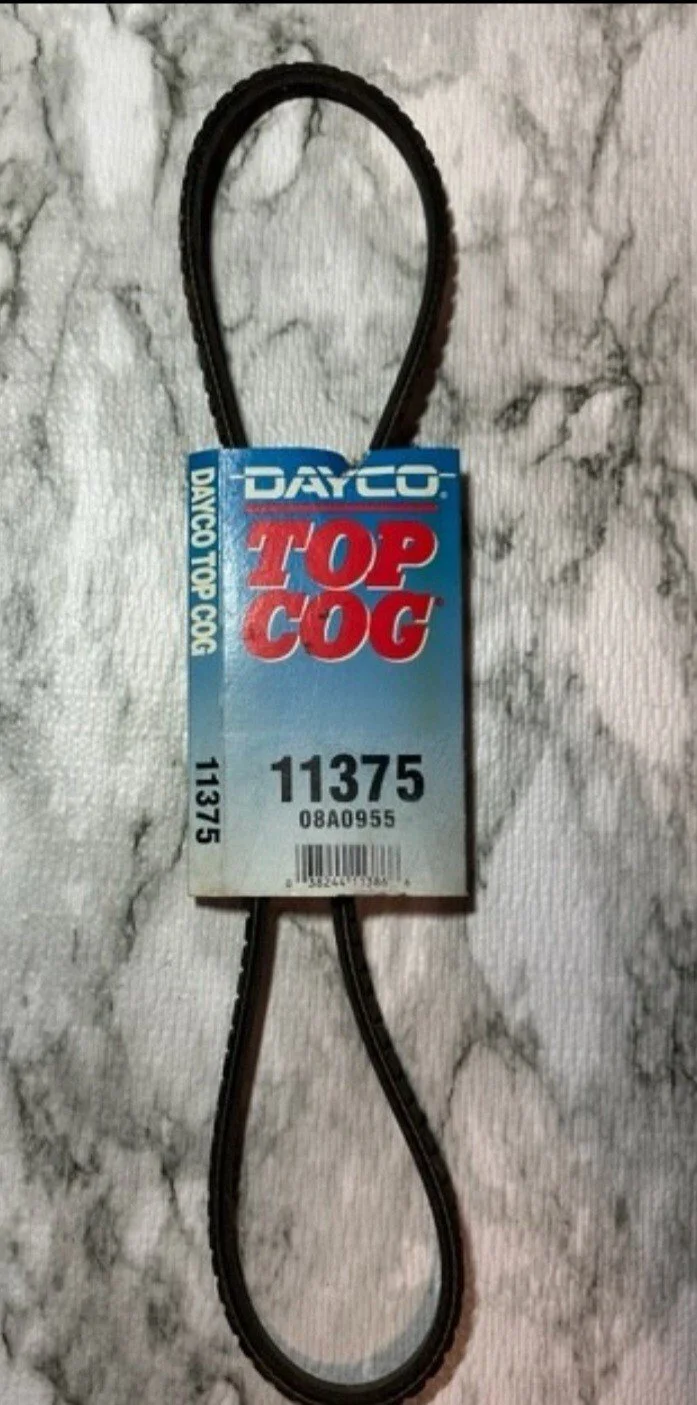 DAYCO®
TOP
COG®
11375
08A0955
DAYCO TOP COG
11375